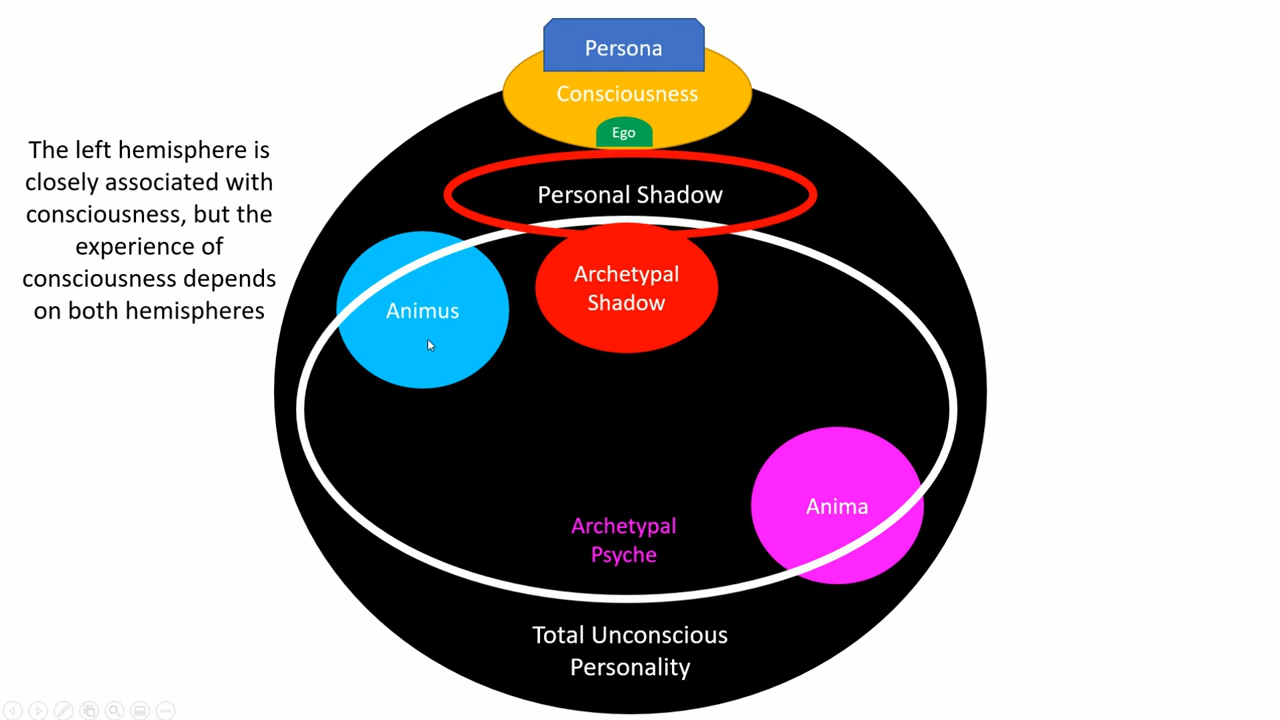 Persona
Consciousness
Ego
The left hemisphere is
closely associated with
consciousness, but the
experience of
consciousness depends
on both hemispheres
Personal Shadow
Archetypal
Shadow
Animus
Anima
Archetypal
Psyche
Total Unconscious
Personality